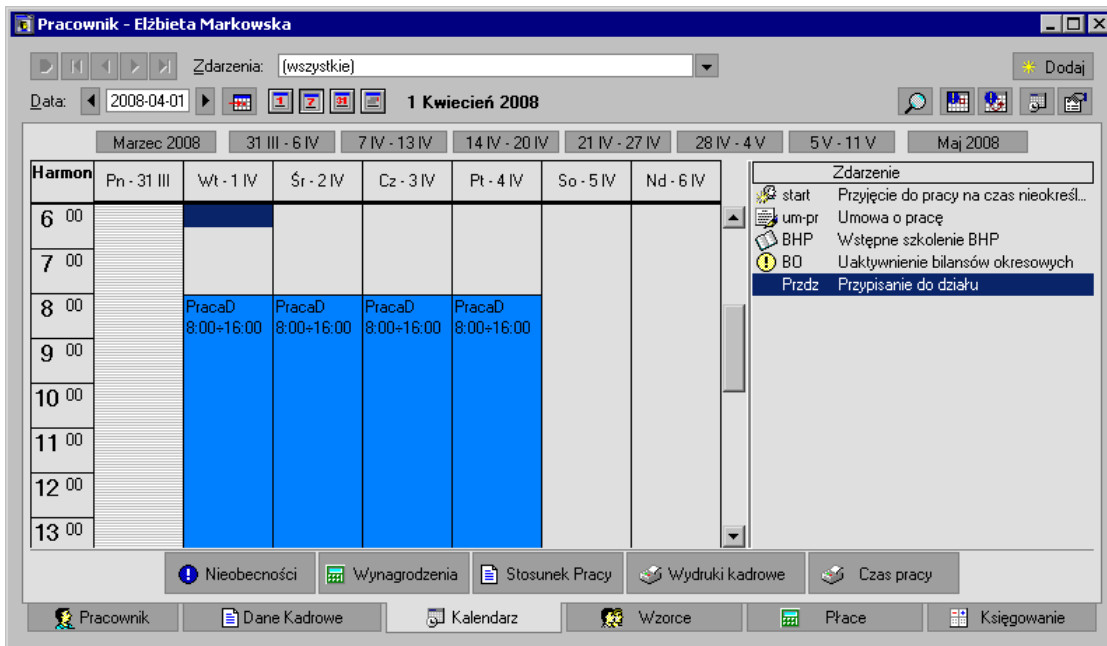 Pracownik - Elżbieta Markowska
Zdarzenia: (wszystkie) Dodaj
Data: 2008-04-01 1 7 31 1 Kwiecień 2008
Marzec 2008 31 III - 6 IV 7 IV - 13 IV 14 IV - 20 IV 21 IV - 27 IV 28 IV - 4 V 5 V - 11 V Maj 2008
Harmon Pn - 31 III Wt - 1 IV Śr - 2 IV Cz - 3 IV Pt - 4 IV So - 5 IV Nd - 6 IV
Zdarzenie
start Przyjęcie do pracy na czas nieokreśl...
um-pr Umowa o pracę
BHP Wstępne szkolenie BHP
BO Uaktywnienie bilansów okresowych
Przdz Przypisanie do działu
6 00
7 00
8 00 PracaD PracaD PracaD PracaD
8:00÷16:00 8:00÷16:00 8:00÷16:00 8:00÷16:00
9 00
10 00
11 00
12 00
13 00
Nieobecności Wynagrodzenia Stosunek Pracy Wydruki kadrowe Czas pracy
Pracownik Dane Kadrowe Kalendarz Wzorce Płace Księgowanie